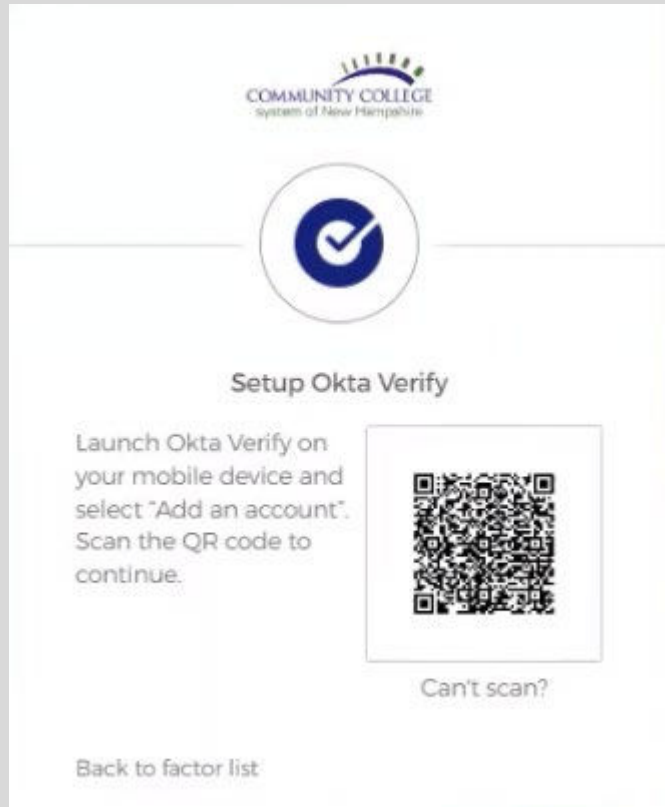 COMMUNITY COLLEGE
system of New Hampshire
Setup Okta Verify
Launch Okta Verify on
your mobile device and
select "Add an account".
Scan the QR code to
continue.
Can't scan?
Back to factor list